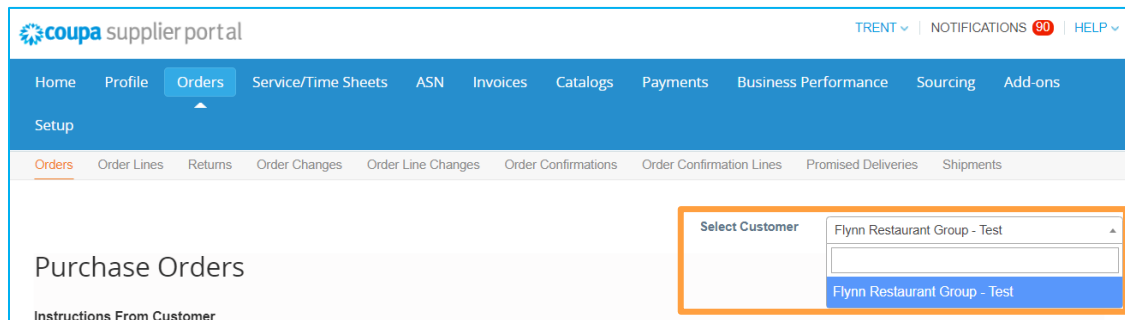 coupa supplier portal
TRENT NOTIFICATIONS 90 HELP
Home Profile Orders Service/Time Sheets ASN Invoices Catalogs Payments Business Performance Sourcing Add-ons
Setup
Orders Order Lines Returns Order Changes Order Line Changes Order Confirmations Order Confirmation Lines Promised Deliveries Shipments
Select Customer Flynn Restaurant Group - Test
Flynn Restaurant Group - Test
Purchase Orders
Instructions From Customer